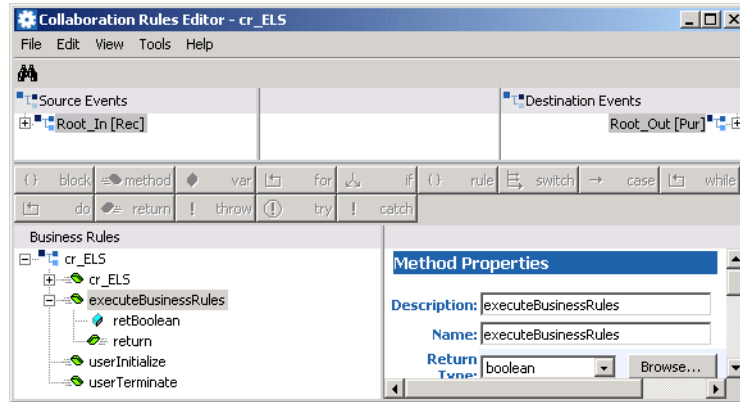 Collaboration Rules Editor - cr_ELS
File Edit View Tools Help
Source Events
Destination Events
Root_In [Rec]
Root_Out [Pur]
{} block method var for if {} rule switch case while
do return ! throw try ! catch
Business Rules
cr_ELS
cr_ELS
executeBusinessRules
retBoolean
return
userInitialize
userTerminate
Method Properties
Description: executeBusinessRules
Name: executeBusinessRules
Return Type: boolean Browse...